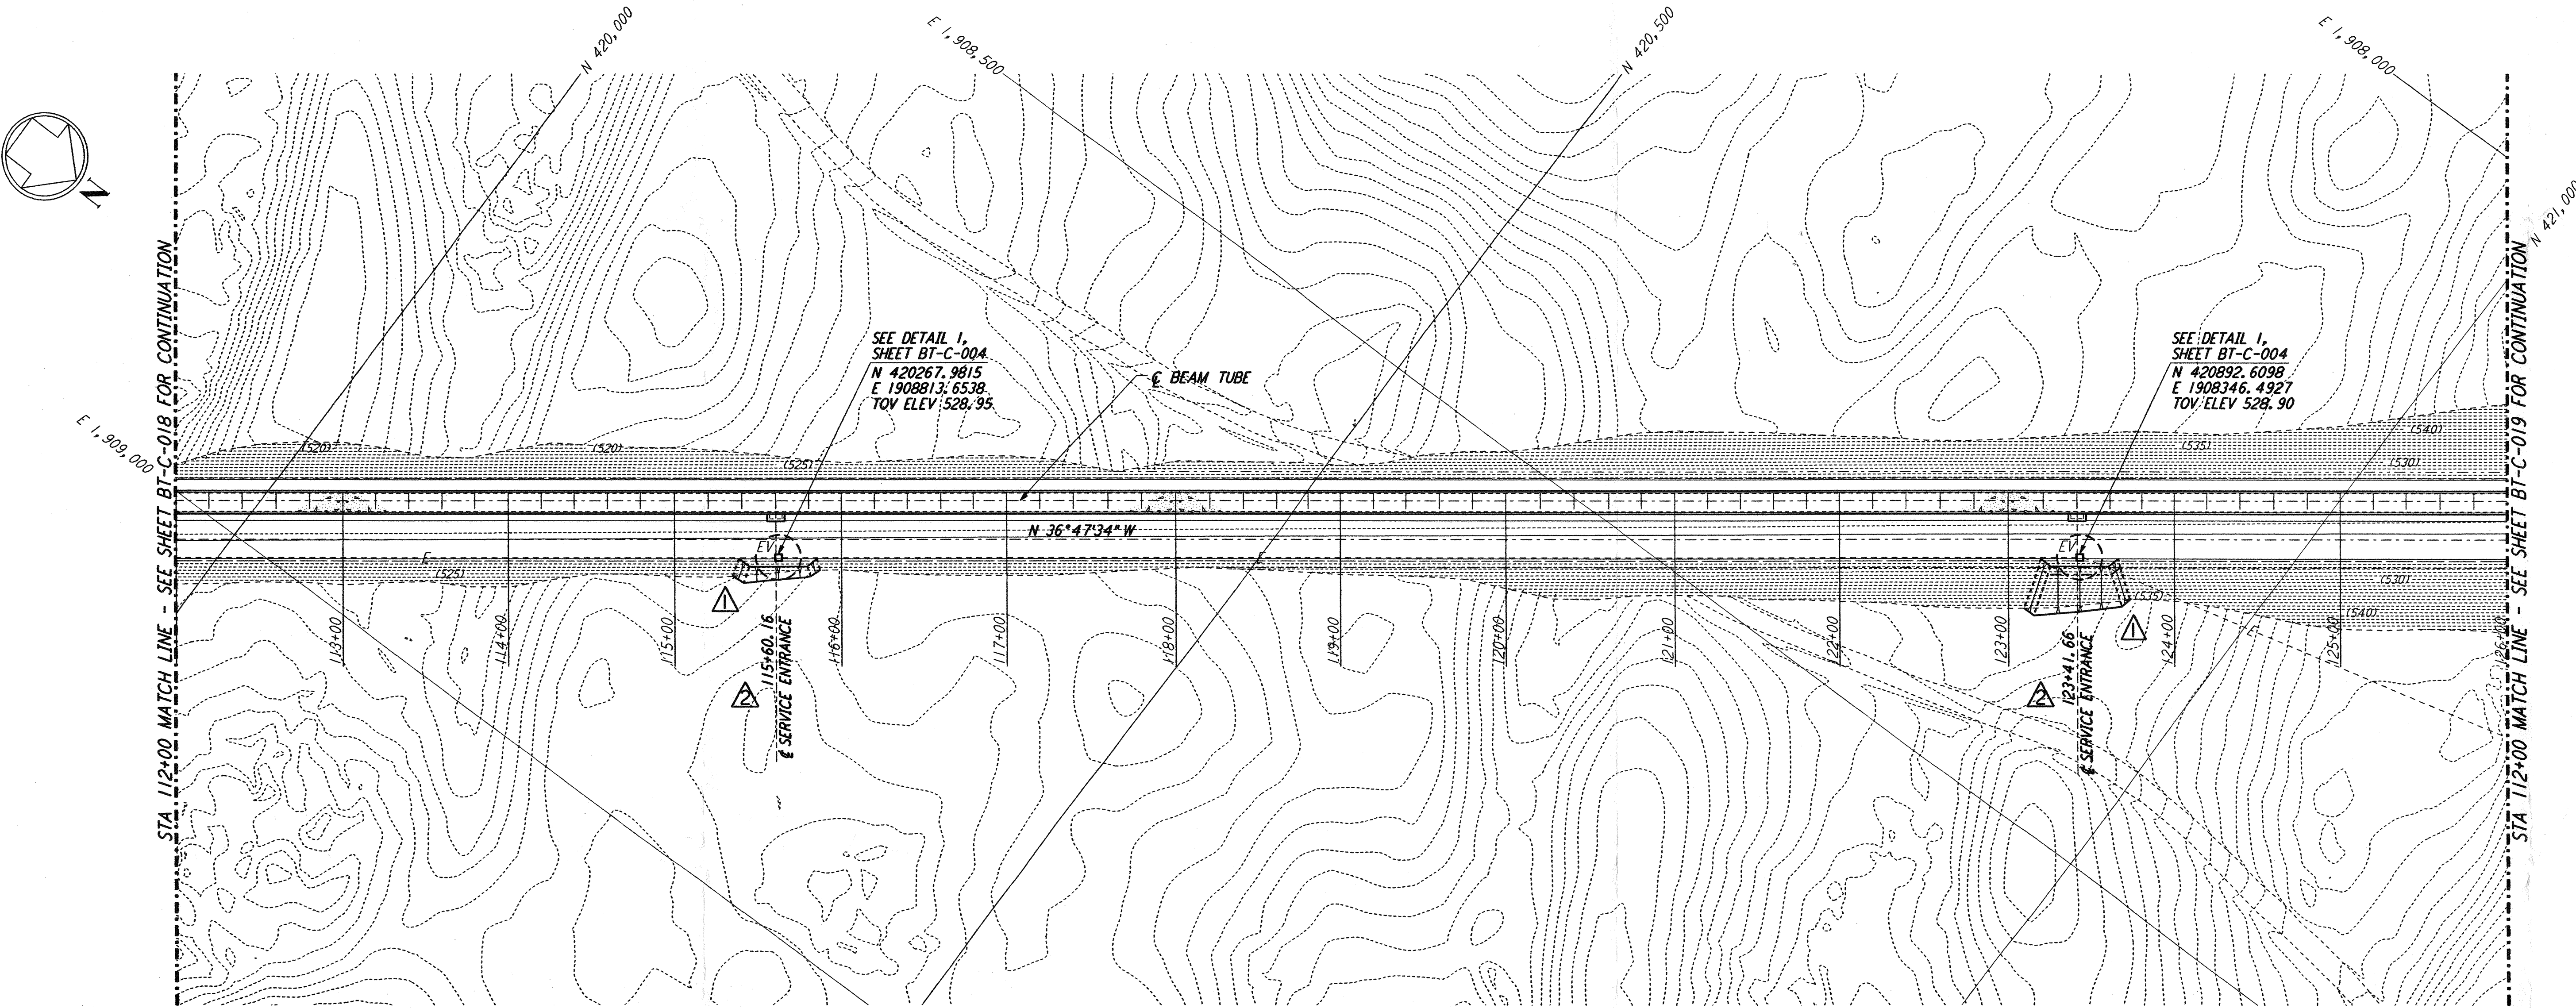 N 420,000
E 1,908,500
N 420,500
E 1,908,000
N
N 421,000
STA 112+00 MATCH LINE - SEE SHEET BT-C-018 FOR CONTINUATION
E 1,909,000
SEE DETAIL 1,
SHEET BT-C-004
N 420267.9815
E 1908813.6538
TOV ELEV 528.95
℄ BEAM TUBE
SEE DETAIL 1,
SHEET BT-C-004
N 420892.6098
E 1908346.4927
TOV ELEV 528.90
STA 112+00 MATCH LINE - SEE SHEET BT-C-019 FOR CONTINUATION
(520)
(520)
(525)
(535)
(540)
(530)
N 36°47'34" W
E
(525)
EV
E
EV
(535)
(530)
(540)
E
1
1
113+00
114+00
115+00
116+00
117+00
118+00
119+00
120+00
121+00
122+00
123+00
124+00
125+00
126+00
2
115+60.16
℄ SERVICE ENTRANCE
2
123+41.66
℄ SERVICE ENTRANCE